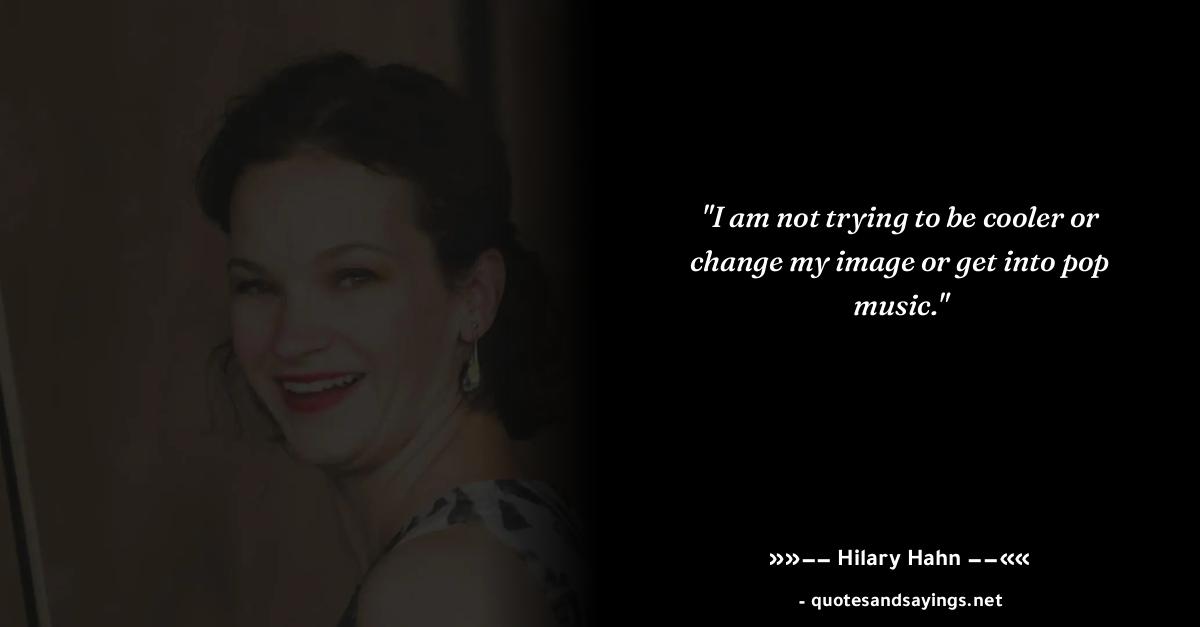 "I am not trying to be cooler or
change my image or get into pop
music."
»»−− Hilary Hahn −−««
- quotesandsayings.net